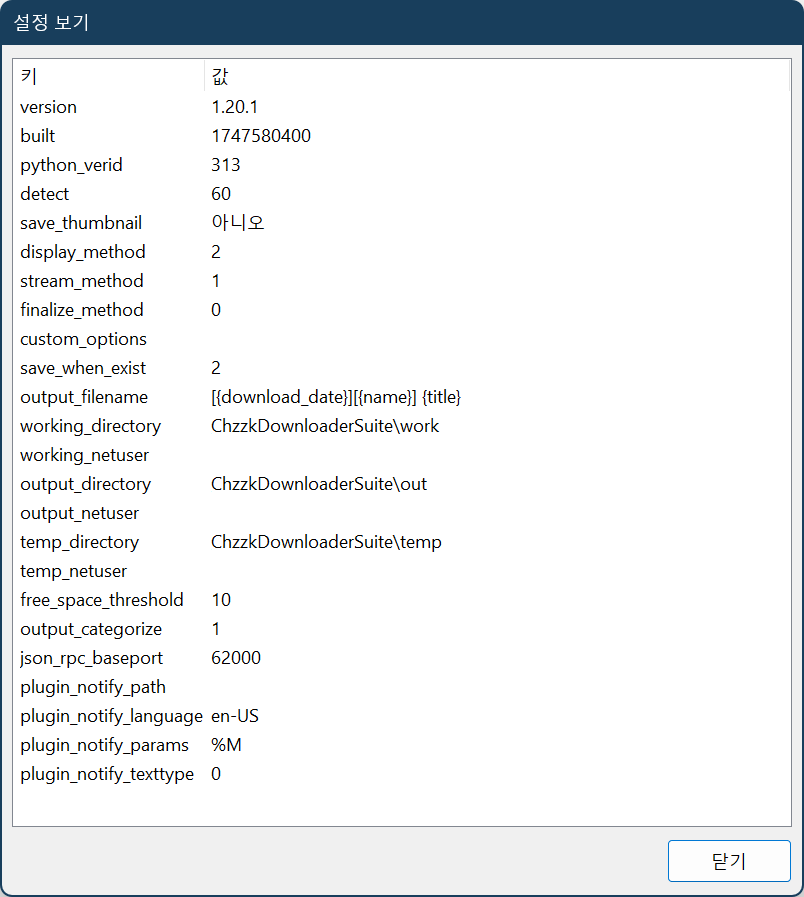 설정 보기
키 값
version 1.20.1
built 1747580400
python_verid 313
detect 60
save_thumbnail 아니오
display_method 2
stream_method 1
finalize_method 0
custom_options
save_when_exist 2
output_filename [{download_date}][{name}] {title}
working_directory ChzzkDownloaderSuite\work
working_netuser
output_directory ChzzkDownloaderSuite\out
output_netuser
temp_directory ChzzkDownloaderSuite\temp
temp_netuser
free_space_threshold 10
output_categorize 1
json_rpc_baseport 62000
plugin_notify_path
plugin_notify_language en-US
plugin_notify_params %M
plugin_notify_texttype 0
닫기